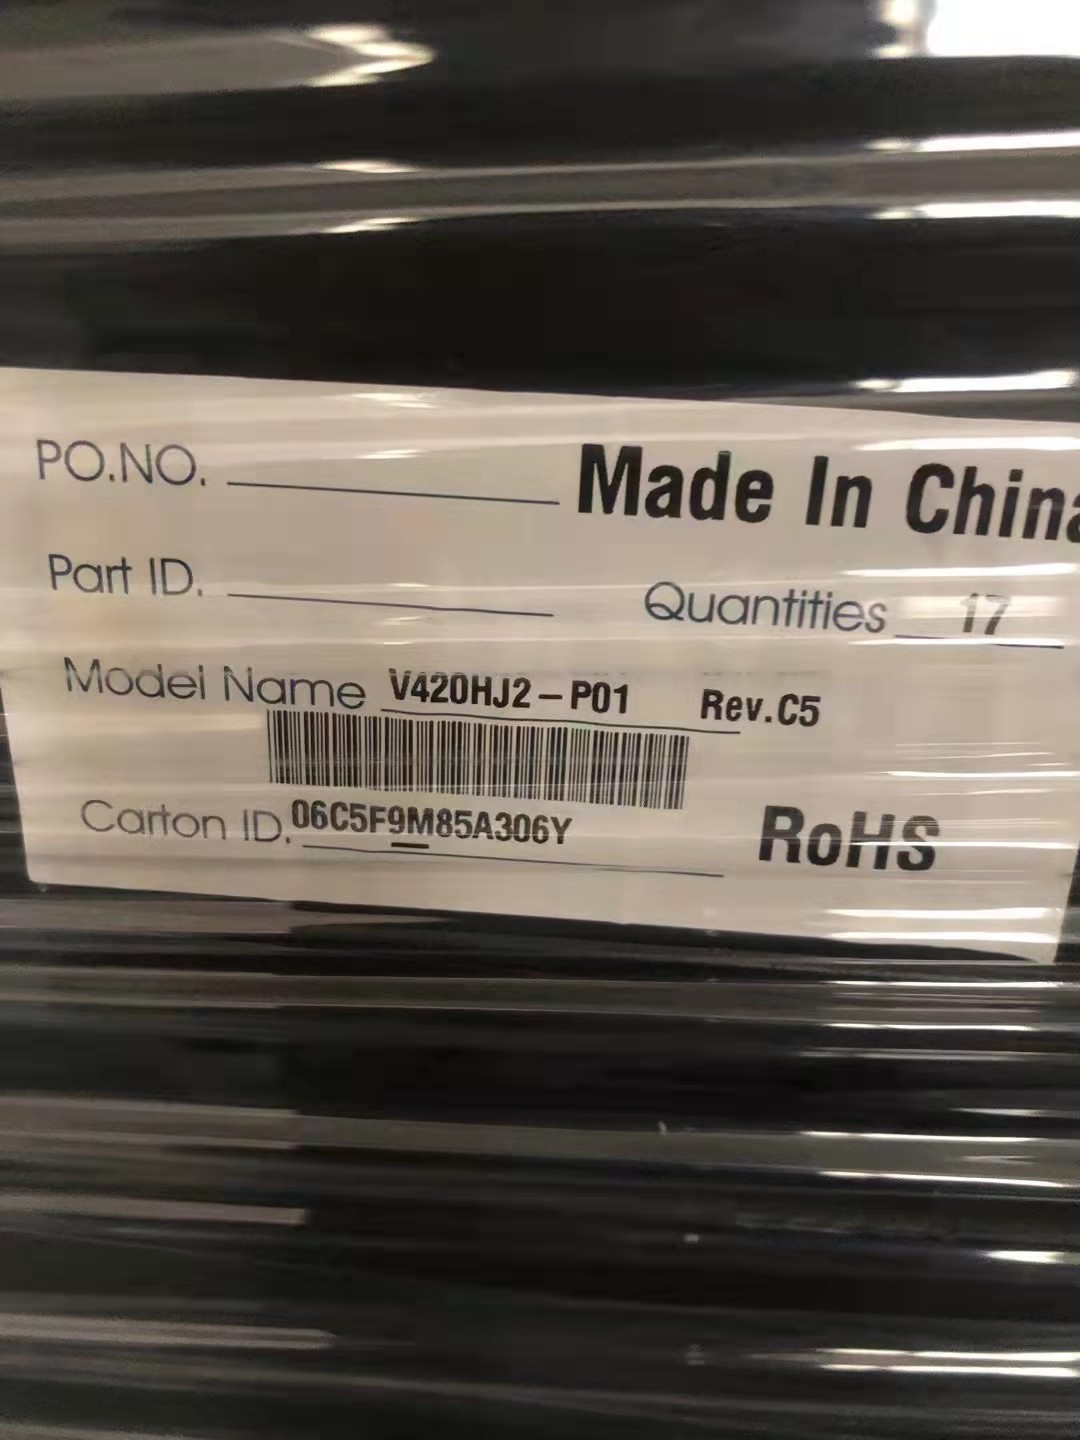 PO.NO.
Made In China
Part ID.
Quantities 17
Model Name V420HJ2-P01 Rev.C5
Carton ID. 06C5F9M85A306Y
RoHS